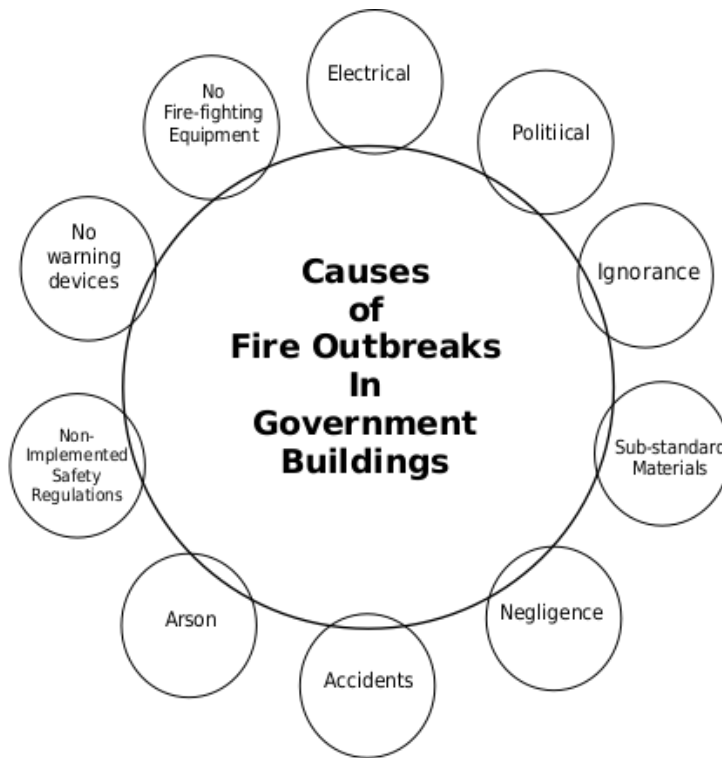 Causes
of
Fire Outbreaks
In
Government
Buildings
Electrical
Politiical
Ignorance
Sub-standard
Materials
Negligence
Accidents
Arson
Non-
Implemented
Safety
Regulations
No
warning
devices
No
Fire-fighting
Equipment